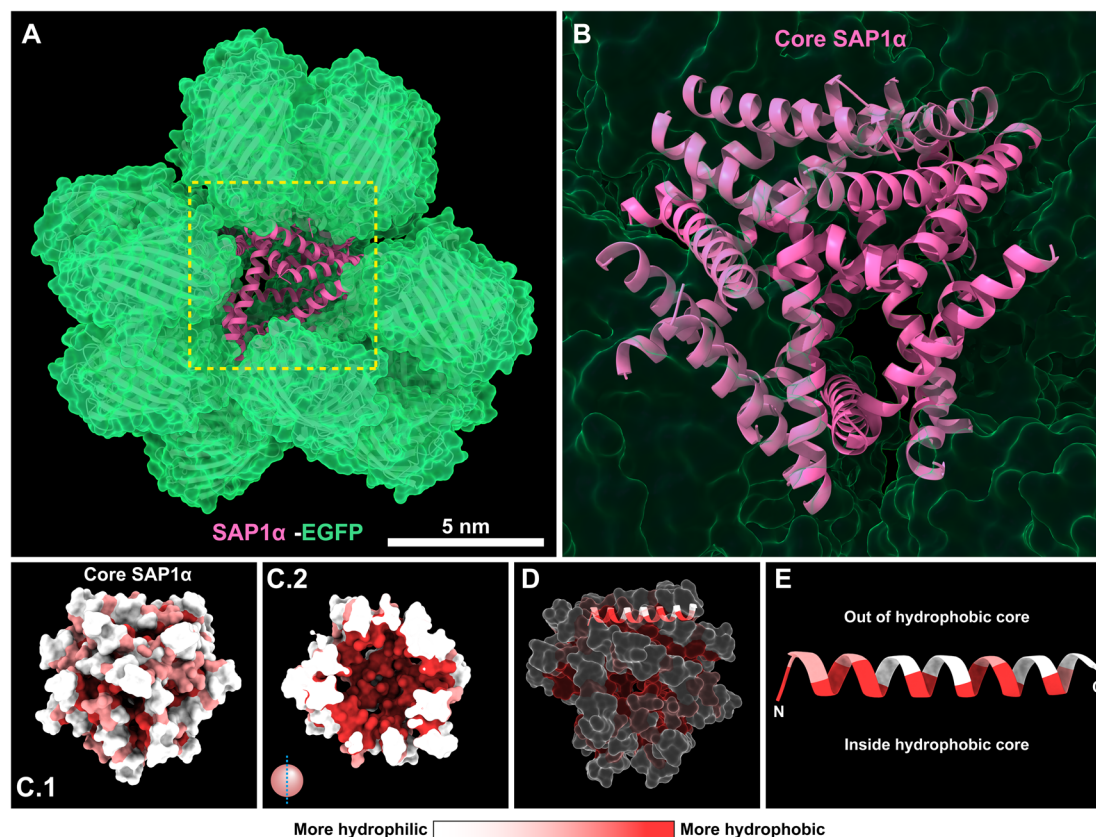 A
SAP1α -EGFP
5 nm
B
Core SAP1α
Core SAP1α
C.1
C.2
D
E
Out of hydrophobic core
N
C
Inside hydrophobic core
More hydrophilic
More hydrophobic